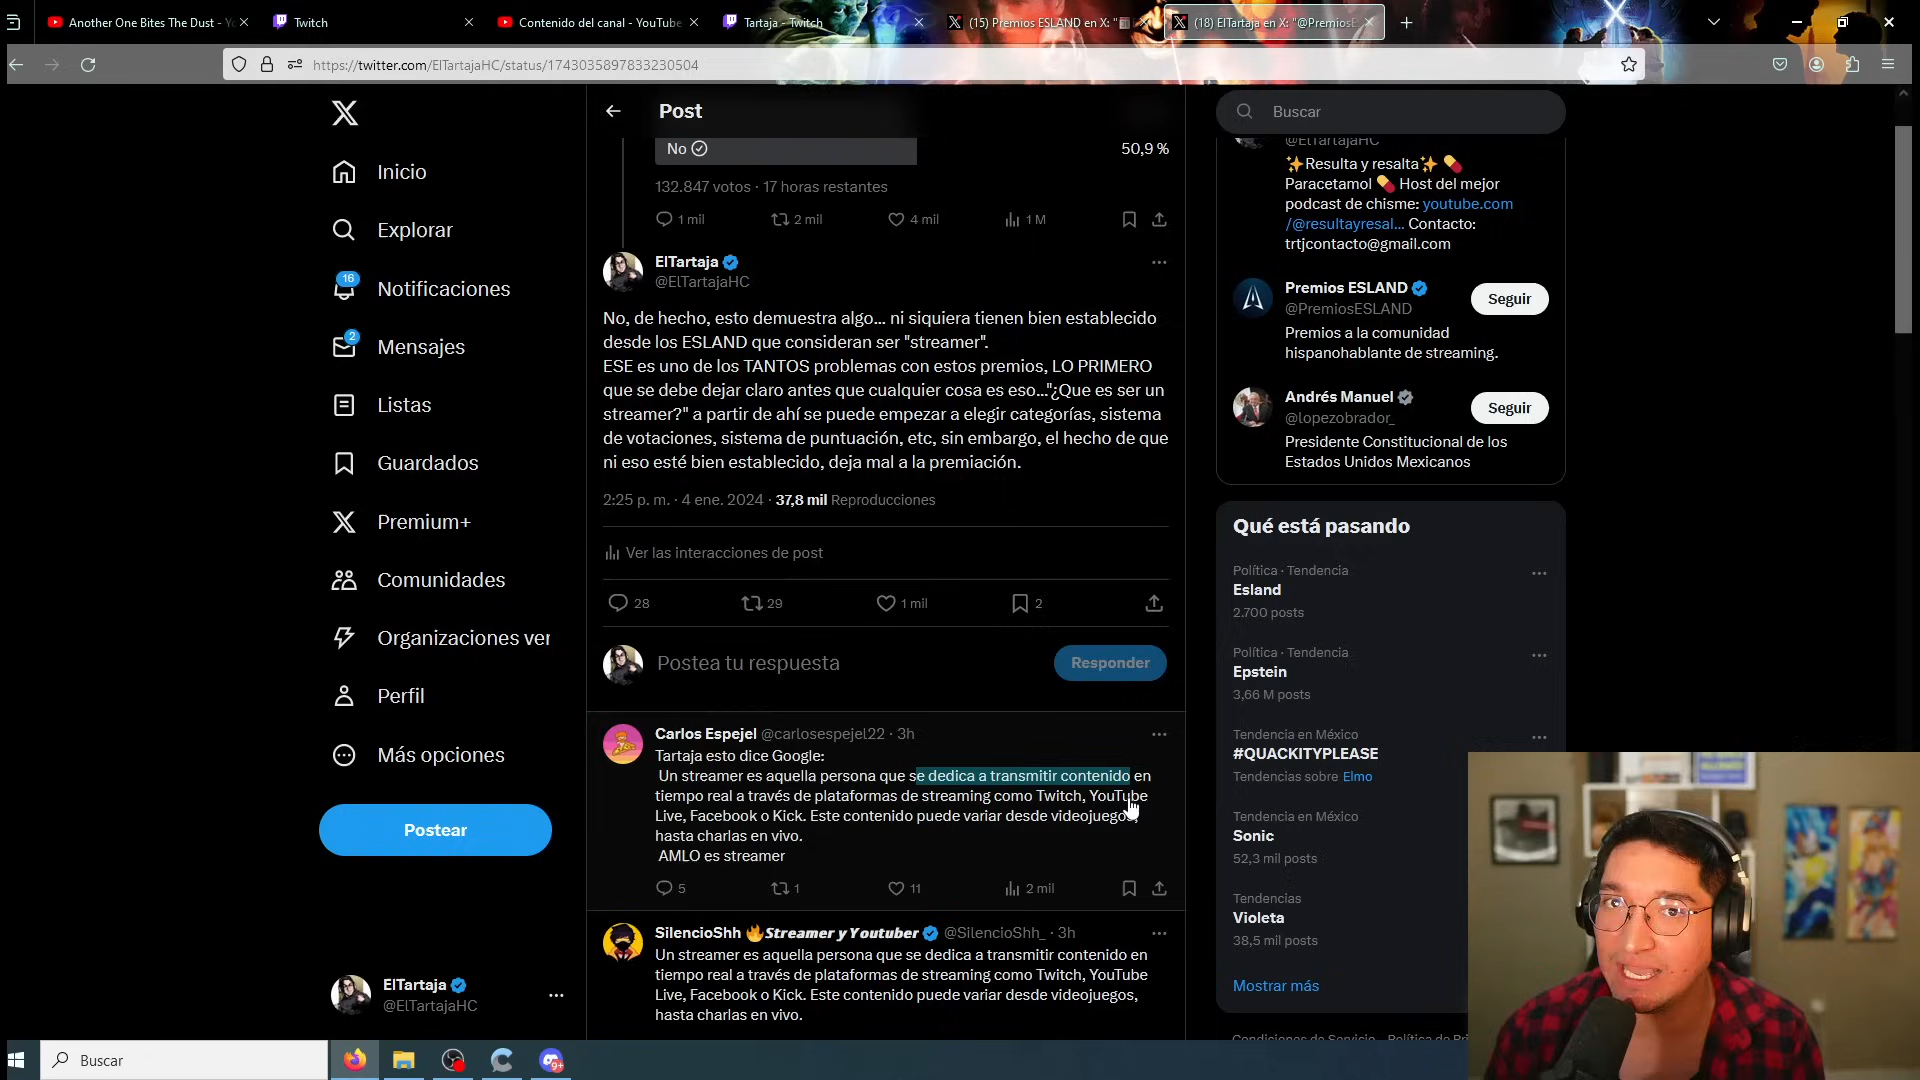 Another One Bites The Dust - Yo
Twitch
Contenido del canal - YouTube
Tartaja - Twitch
(15) Premios ESLAND en X: "
(18) ElTartaja en X: "@PremiosE
https://twitter.com/ElTartajaHC/status/1743035897833230504
Post
Buscar
Inicio
Explorar
16
Notificaciones
2
Mensajes
Listas
Guardados
Premium+
Comunidades
Organizaciones ver
Perfil
Más opciones
Postear
ElTartaja
@ElTartajaHC
No
50,9 %
132.847 votos · 17 horas restantes
1 mil
2 mil
4 mil
1 M
ElTartaja
@ElTartajaHC
No, de hecho, esto demuestra algo... ni siquiera tienen bien establecido
desde los ESLAND que consideran ser "streamer".
ESE es uno de los TANTOS problemas con estos premios, LO PRIMERO
que se debe dejar claro antes que cualquier cosa es eso..."¿Que es ser un
streamer?" a partir de ahí se puede empezar a elegir categorías, sistema
de votaciones, sistema de puntuación, etc, sin embargo, el hecho de que
ni eso esté bien establecido, deja mal a la premiación.
2:25 p. m. · 4 ene. 2024 · 37,8 mil Reproducciones
Ver las interacciones de post
28
29
1 mil
2
Postea tu respuesta
Responder
Carlos Espejel @carlosespejel22 · 3h
Tartaja esto dice Google:
Un streamer es aquella persona que se dedica a transmitir contenido en
tiempo real a través de plataformas de streaming como Twitch, YouTube
Live, Facebook o Kick. Este contenido puede variar desde videojuegos,
hasta charlas en vivo.
AMLO es streamer
5
1
11
2 mil
SilencioShh 🔥Streamer y Youtuber @SilencioShh_ · 3h
Un streamer es aquella persona que se dedica a transmitir contenido en
tiempo real a través de plataformas de streaming como Twitch, YouTube
Live, Facebook o Kick. Este contenido puede variar desde videojuegos,
hasta charlas en vivo.
@ElTartajaHC
✨Resulta y resalta✨ 💊
Paracetamol 💊 Host del mejor
podcast de chisme: youtube.com
/@resultayresal... Contacto:
trtjcontacto@gmail.com
Premios ESLAND
@PremiosESLAND
Seguir
Premios a la comunidad
hispanohablante de streaming.
Andrés Manuel
@lopezobrador_
Seguir
Presidente Constitucional de los
Estados Unidos Mexicanos
Qué está pasando
Política · Tendencia
Esland
2.700 posts
Política · Tendencia
Epstein
3,66 M posts
Tendencia en México
#QUACKITYPLEASE
Tendencias sobre Elmo
Tendencia en México
Sonic
52,3 mil posts
Tendencias
Violeta
38,5 mil posts
Mostrar más
Condiciones de Servicio Política de Pri
Buscar
9+